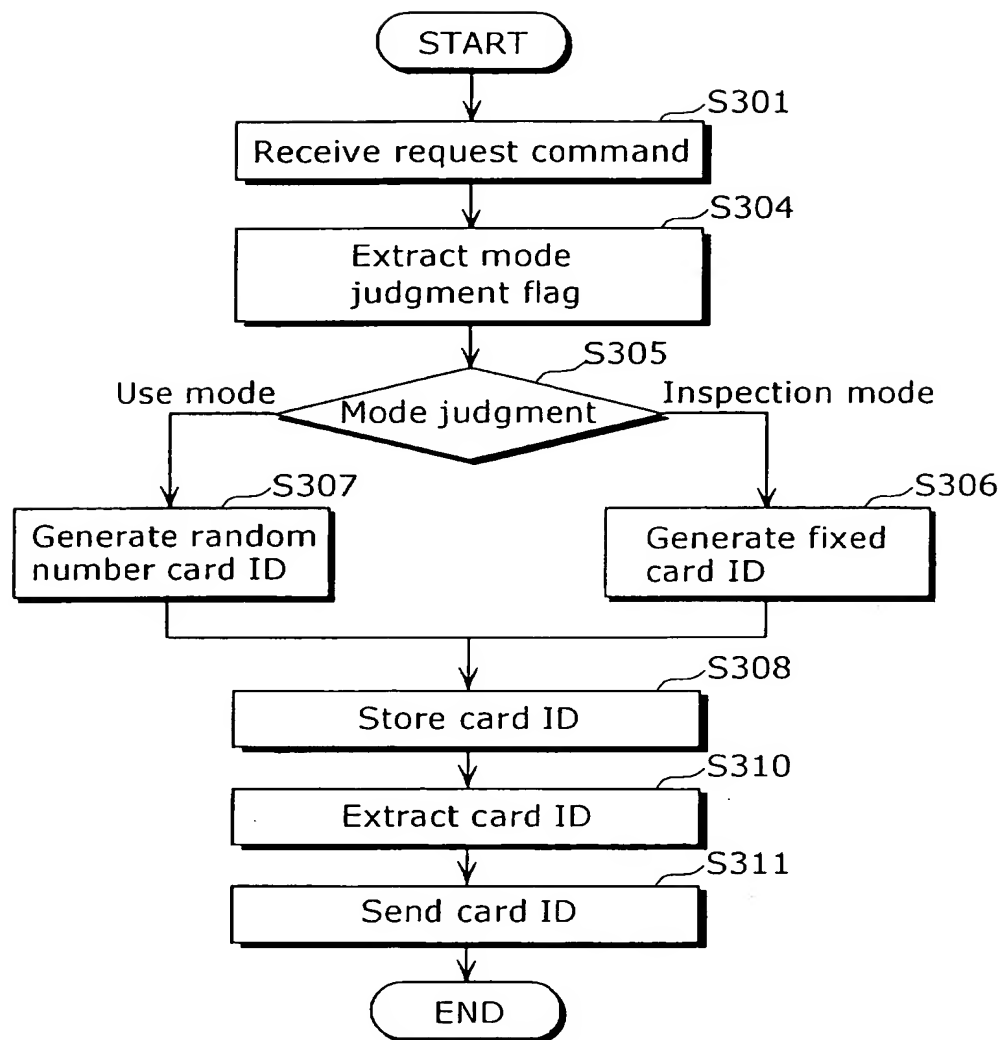 START
S301
Receive request command
S304
Extract mode
judgment flag
S305
Use mode
Mode judgment
Inspection mode
S307
S306
Generate random
number card ID
Generate fixed
card ID
S308
Store card ID
S310
Extract card ID
S311
Send card ID
END